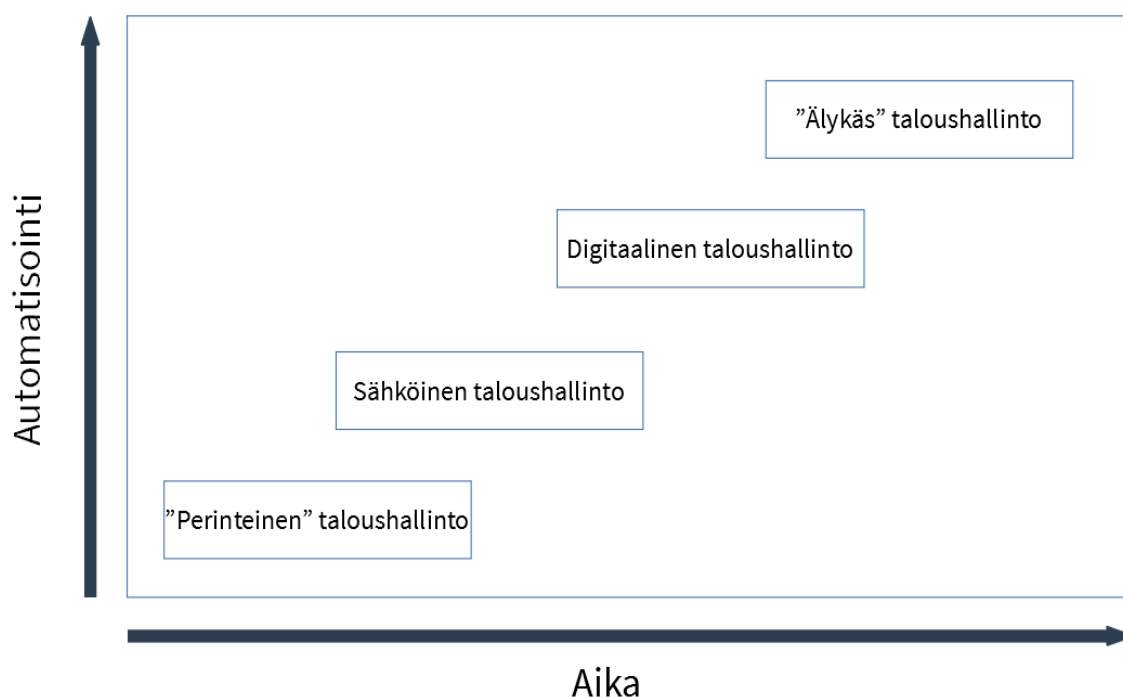 ”Älykäs” taloushallinto
Digitaalinen taloushallinto
Automatisointi
Sähköinen taloushallinto
”Perinteinen” taloushallinto
Aika